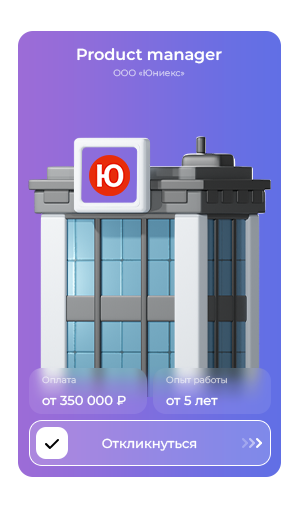 Product manager
ООО «Юниекс»
Ю
Оплата
от 350 000 ₽
Опыт работы
от 5 лет
Откликнуться